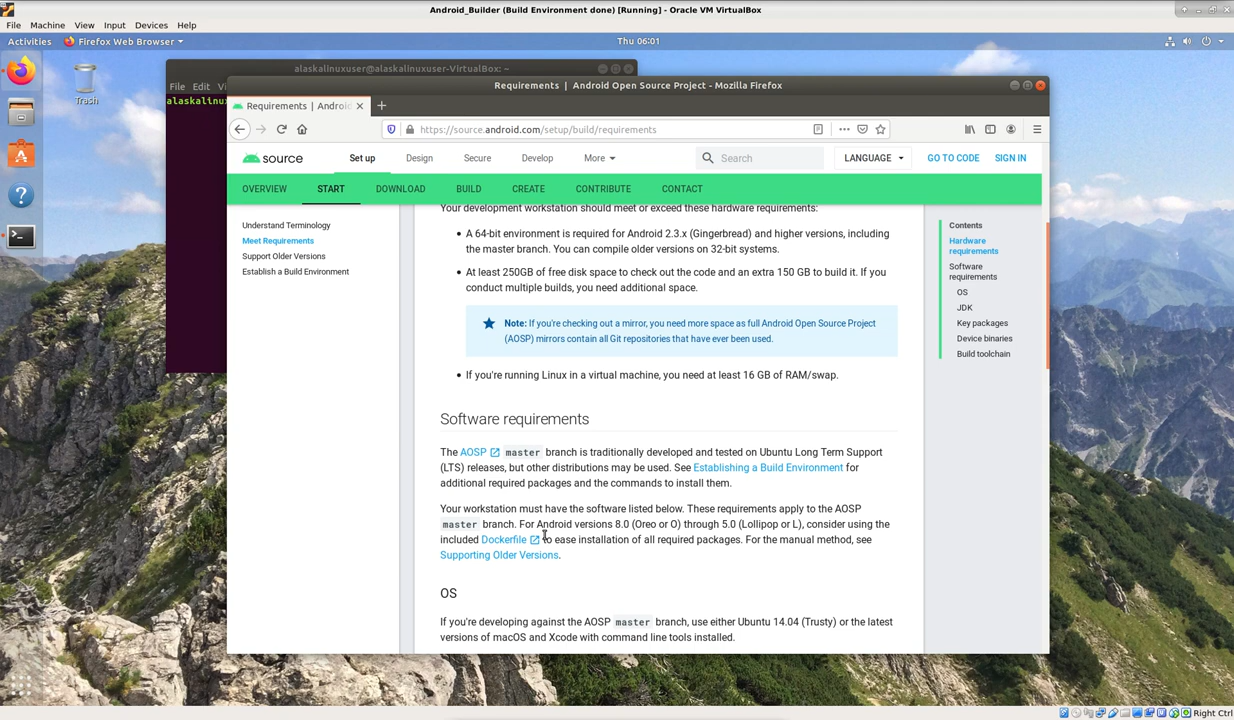 Android_Builder (Build Environment done) [Running] - Oracle VM VirtualBox
File Machine View Input Devices Help
Activities Firefox Web Browser Thu 06:01
alaskalinuxuser@alaskalinuxuser-VirtualBox: ~
Trash
File Edit Vi
alaskalinux
Requirements | Android Open Source Project - Mozilla Firefox
Requirements | Android
https://source.android.com/setup/build/requirements
source Set up Design Secure Develop More Search LANGUAGE GO TO CODE SIGN IN
OVERVIEW START DOWNLOAD BUILD CREATE CONTRIBUTE CONTACT
Understand Terminology
Meet Requirements
Support Older Versions
Establish a Build Environment
Your development workstation should meet or exceed these hardware requirements:
• A 64-bit environment is required for Android 2.3.x (Gingerbread) and higher versions, including
the master branch. You can compile older versions on 32-bit systems.
• At least 250GB of free disk space to check out the code and an extra 150 GB to build it. If you
conduct multiple builds, you need additional space.
Note: If you're checking out a mirror, you need more space as full Android Open Source Project
(AOSP) mirrors contain all Git repositories that have ever been used.
• If you're running Linux in a virtual machine, you need at least 16 GB of RAM/swap.
Software requirements
The AOSP master branch is traditionally developed and tested on Ubuntu Long Term Support
(LTS) releases, but other distributions may be used. See Establishing a Build Environment for
additional required packages and the commands to install them.
Your workstation must have the software listed below. These requirements apply to the AOSP
master branch. For Android versions 8.0 (Oreo or O) through 5.0 (Lollipop or L), consider using the
included Dockerfile to ease installation of all required packages. For the manual method, see
Supporting Older Versions.
OS
If you're developing against the AOSP master branch, use either Ubuntu 14.04 (Trusty) or the latest
versions of macOS and Xcode with command line tools installed.
Contents
Hardware
requirements
Software
requirements
OS
JDK
Key packages
Device binaries
Build toolchain
Right Ctrl